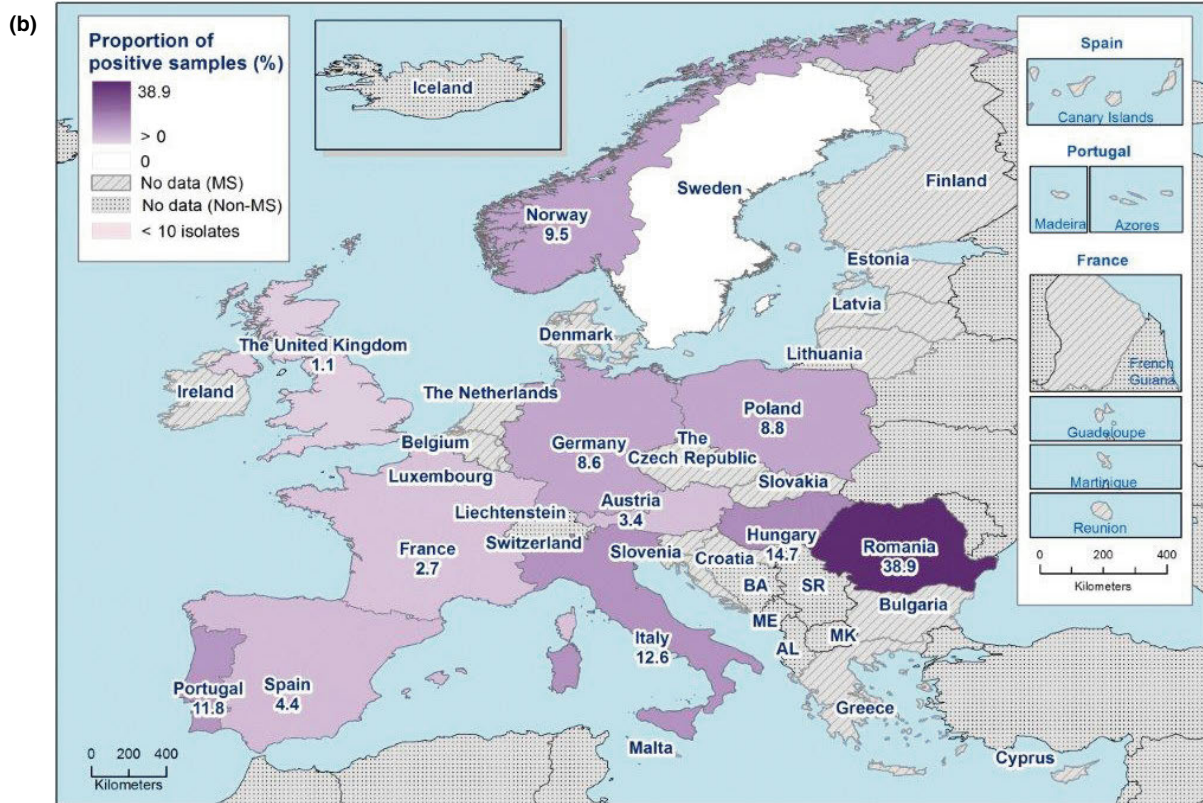 (b)
Proportion of
positive samples (%)
38.9
> 0
0
No data (MS)
No data (Non-MS)
< 10 isolates
Iceland
Spain
Canary Islands
Portugal
Madeira
Azores
France
French
Guiana
Guadeloupe
Martinique
Reunion
0 200 400
Kilometers
Finland
Sweden
Norway
9.5
Estonia
Latvia
Lithuania
Denmark
The United Kingdom
1.1
Ireland
The Netherlands
Poland
8.8
Belgium
Germany
8.6
The
Czech Republic
Luxembourg
Slovakia
Austria
3.4
Liechtenstein
Switzerland
Hungary
14.7
Romania
38.9
France
2.7
Slovenia
Croatia
BA
SR
Bulgaria
ME
MK
AL
Italy
12.6
Portugal
11.8
Spain
4.4
Greece
Malta
Cyprus
0 200 400
Kilometers